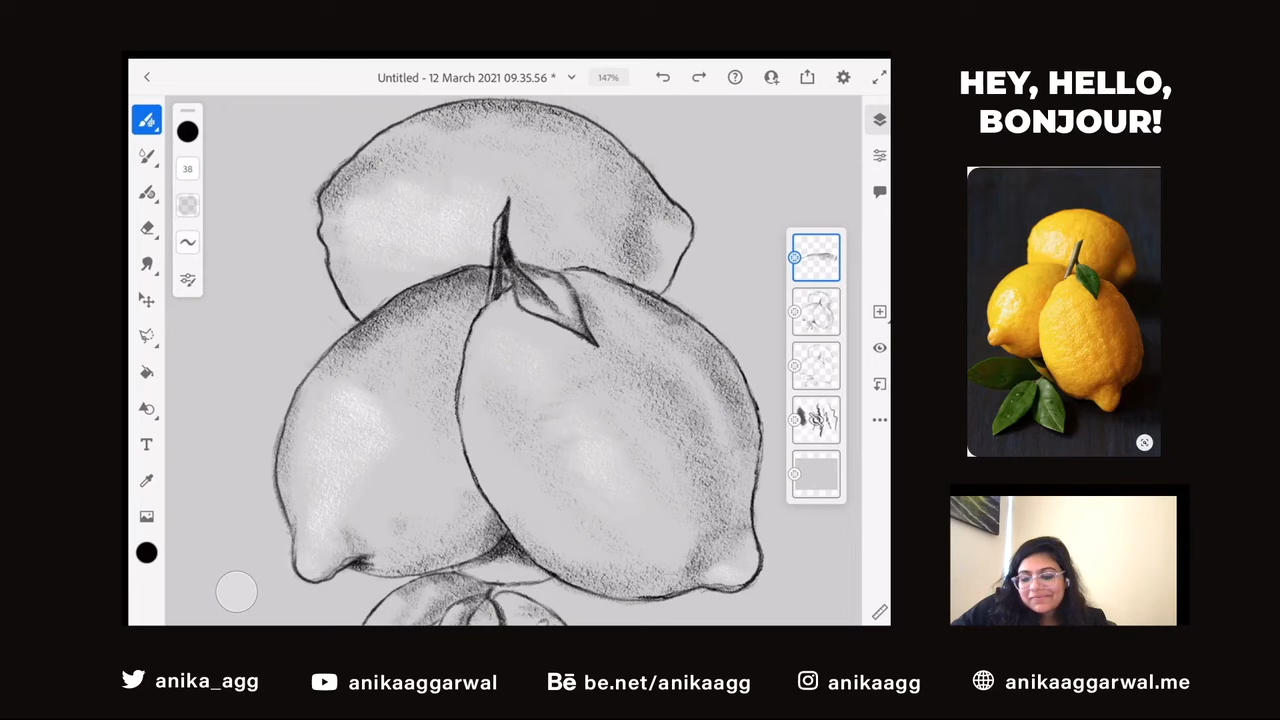 Untitled - 12 March 2021 09.35.56 *
147%
HEY, HELLO,
BONJOUR!
38
T
anika_agg
anikaaggarwal
Bē be.net/anikaagg
anikaagg
anikaaggarwal.me